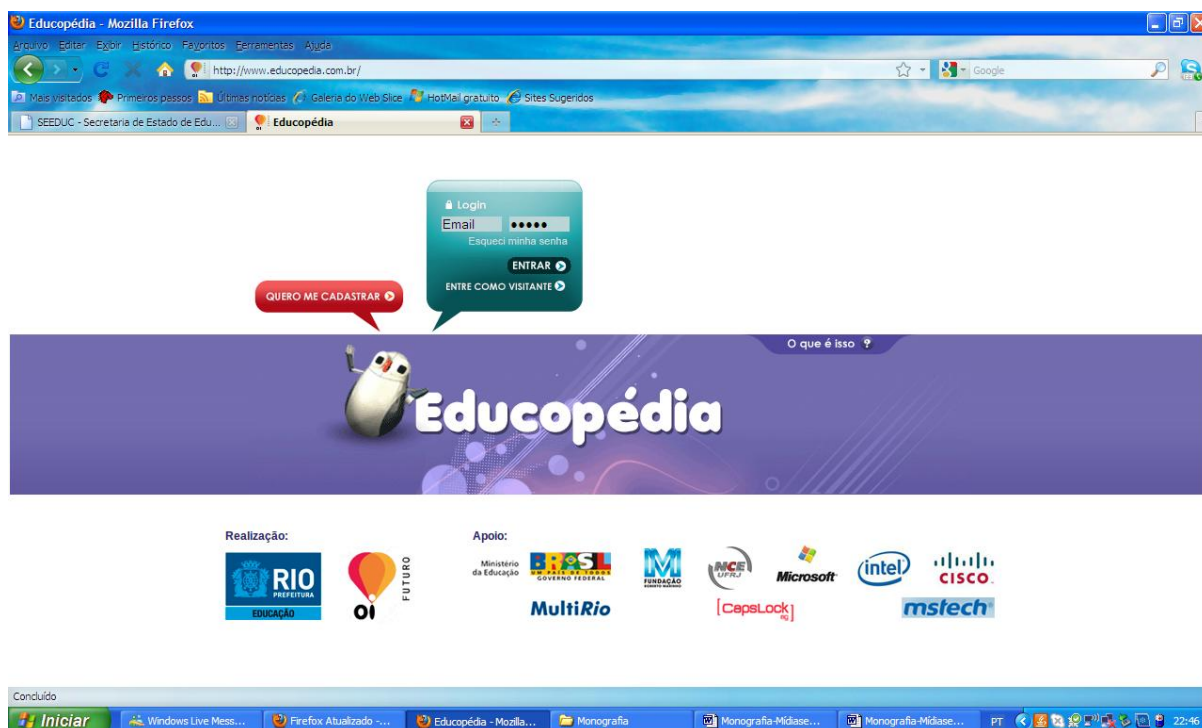 Educopédia - Mozilla Firefox
Arquivo Editar Exibir Histórico Favoritos Ferramentas Ajuda
http://www.educopedia.com.br/
Google
Mais visitados Primeiros passos Últimas notícias Galeria do Web Slice HotMail gratuito Sites Sugeridos
SEEDUC - Secretaria de Estado de Edu... Educopédia
Login
Email •••••
Esqueci minha senha
ENTRAR
ENTRE COMO VISITANTE
QUERO ME CADASTRAR
O que é isso ?
Educopédia
Realização:
RIO
PREFEITURA
EDUCAÇÃO
oi
FUTURO
Apoio:
Ministério
da Educação
BRASIL
UM PAÍS DE TODOS
GOVERNO FEDERAL
FUNDAÇÃO
ROBERTO MARINHO
NCE
UFRJ
Microsoft
intel
CISCO
MultiRio
[CapsLock]
ag
mstech
Concluído
Iniciar
Windows Live Mess...
Firefox Atualizado -...
Educopédia - Mozilla...
Monografia
Monografia-Mídiase...
Monografia-Mídiase...
PT
22:46